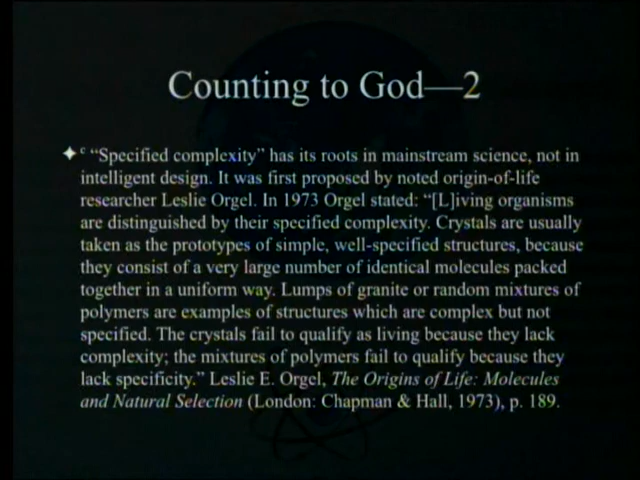 Counting to God—2
c “Specified complexity” has its roots in mainstream science, not in
intelligent design. It was first proposed by noted origin-of-life
researcher Leslie Orgel. In 1973 Orgel stated: “[L]iving organisms
are distinguished by their specified complexity. Crystals are usually
taken as the prototypes of simple, well-specified structures, because
they consist of a very large number of identical molecules packed
together in a uniform way. Lumps of granite or random mixtures of
polymers are examples of structures which are complex but not
specified. The crystals fail to qualify as living because they lack
complexity; the mixtures of polymers fail to qualify because they
lack specificity.” Leslie E. Orgel, The Origins of Life: Molecules
and Natural Selection (London: Chapman & Hall, 1973), p. 189.